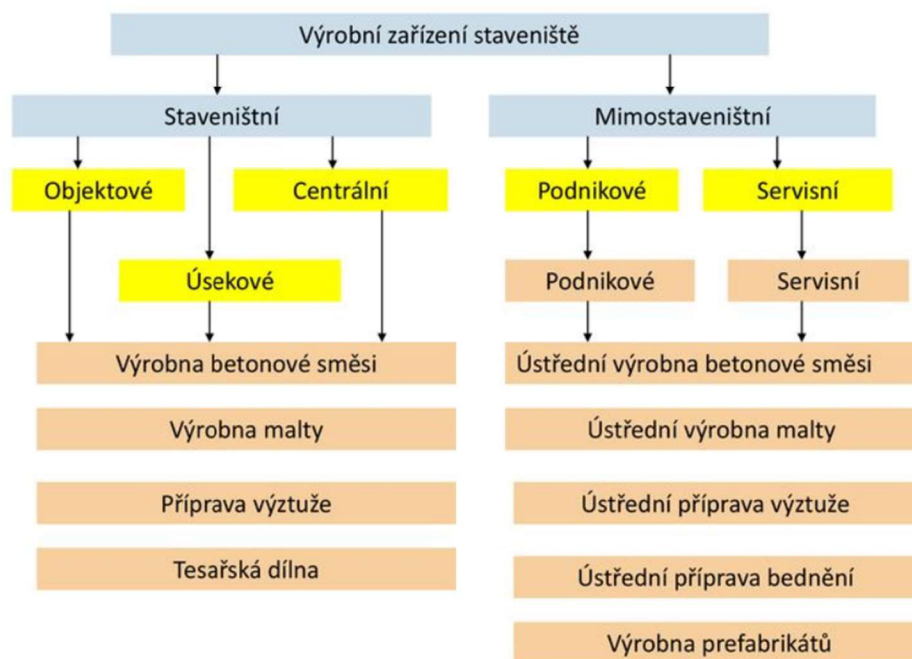 Výrobní zařízení staveniště
Staveništní
Mimostaveništní
Objektové
Centrální
Podnikové
Servisní
Úsekové
Podnikové
Servisní
Výrobna betonové směsi
Ústřední výrobna betonové směsi
Výrobna malty
Ústřední výrobna malty
Příprava výztuže
Ústřední příprava výztuže
Tesařská dílna
Ústřední příprava bednění
Výrobna prefabrikátů